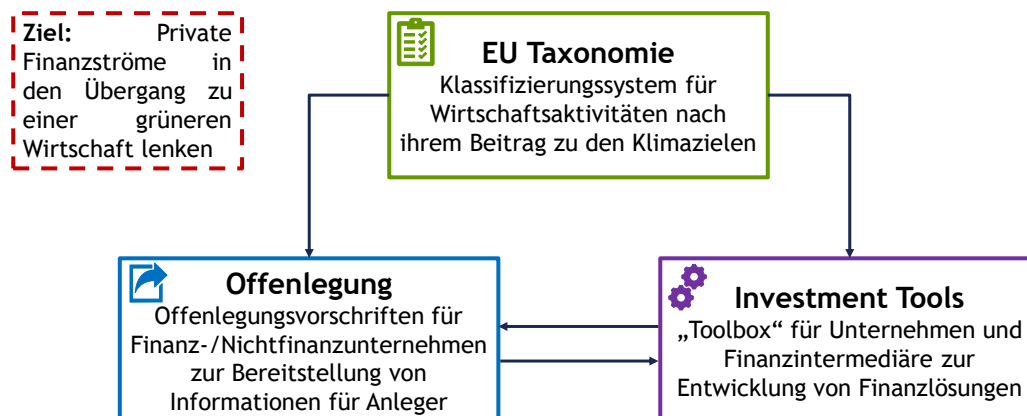 Ziel: Private
Finanzströme in
den Übergang zu
einer grüneren
Wirtschaft lenken
EU Taxonomie
Klassifizierungssystem für
Wirtschaftsaktivitäten nach
ihrem Beitrag zu den Klimazielen
Offenlegung
Offenlegungsvorschriften für
Finanz-/Nichtfinanzunternehmen
zur Bereitstellung von
Informationen für Anleger
Investment Tools
„Toolbox“ für Unternehmen und
Finanzintermediäre zur
Entwicklung von Finanzlösungen